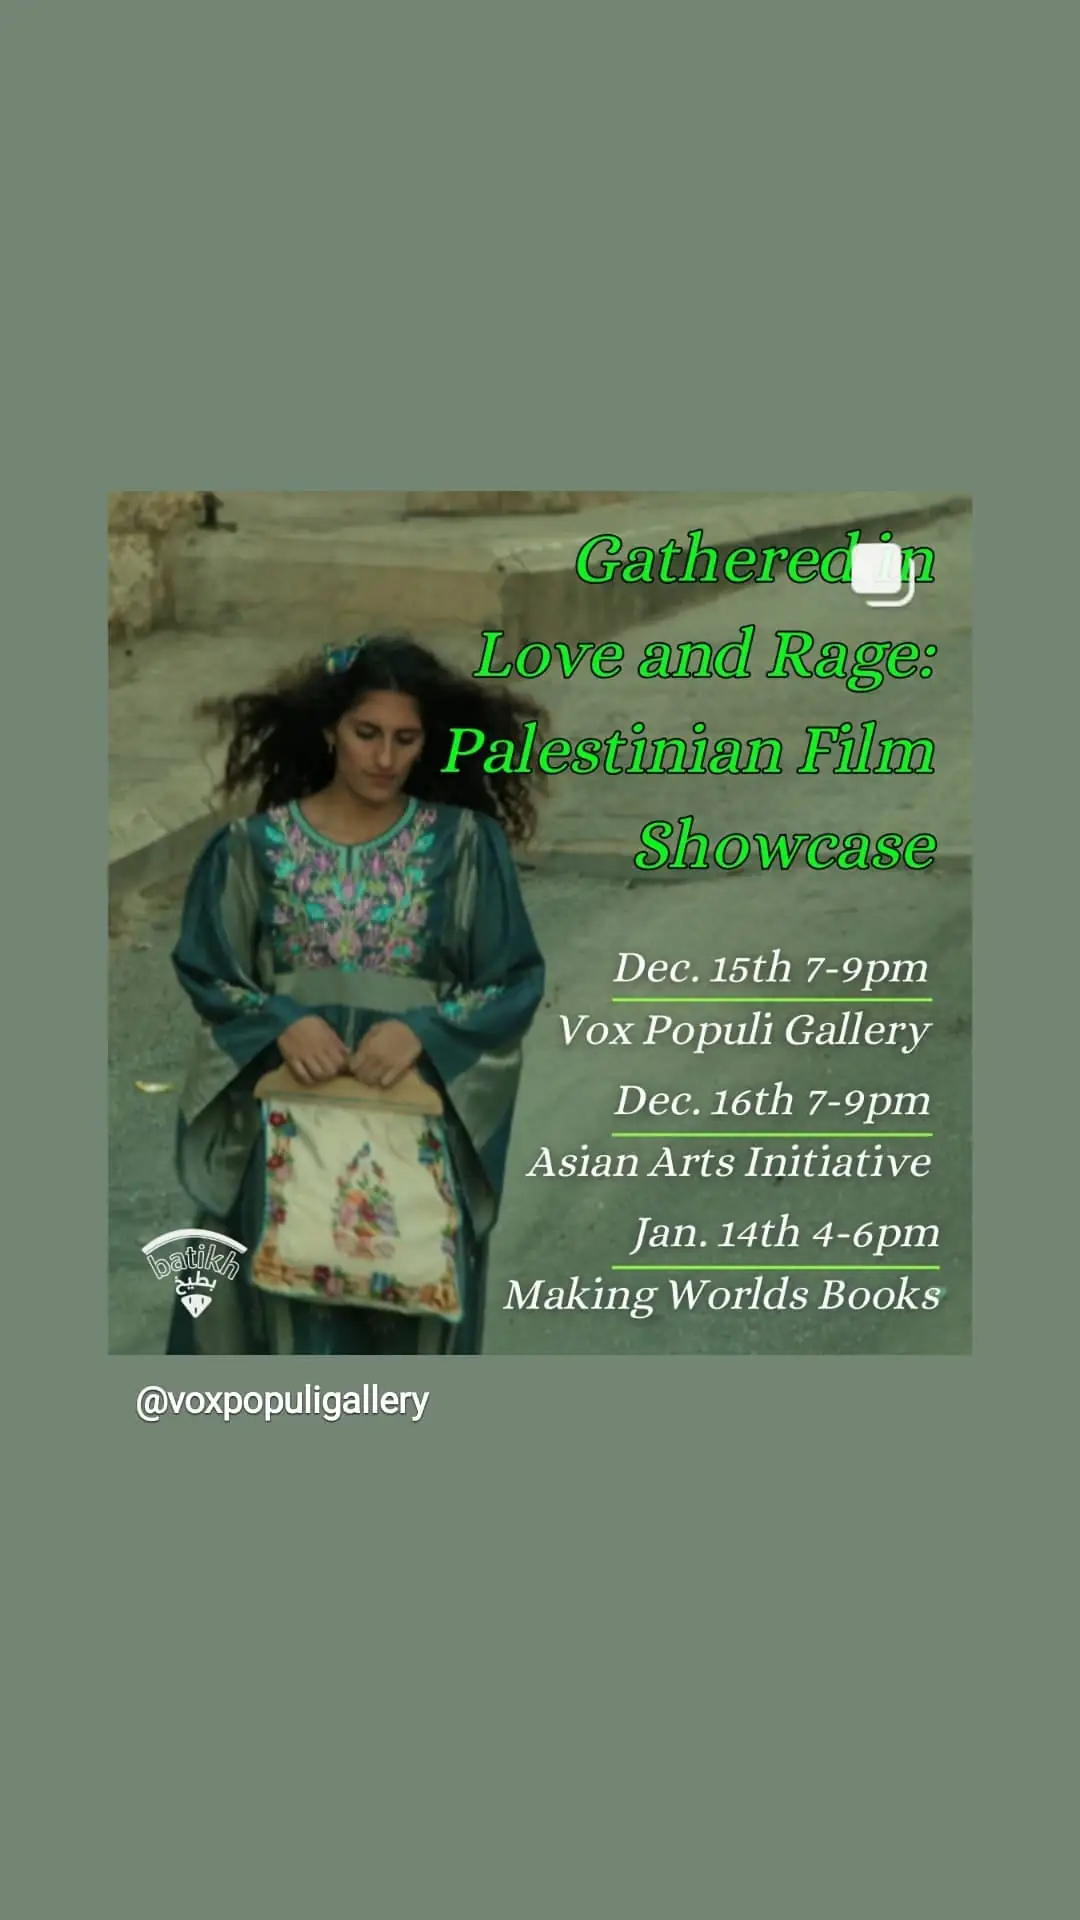 Gathered in
Love and Rage:
Palestinian Film
Showcase
Dec. 15th 7-9pm
Vox Populi Gallery
Dec. 16th 7-9pm
Asian Arts Initiative
Jan. 14th 4-6pm
Making Worlds Books
batikh
بطيخ
@voxpopuligallery